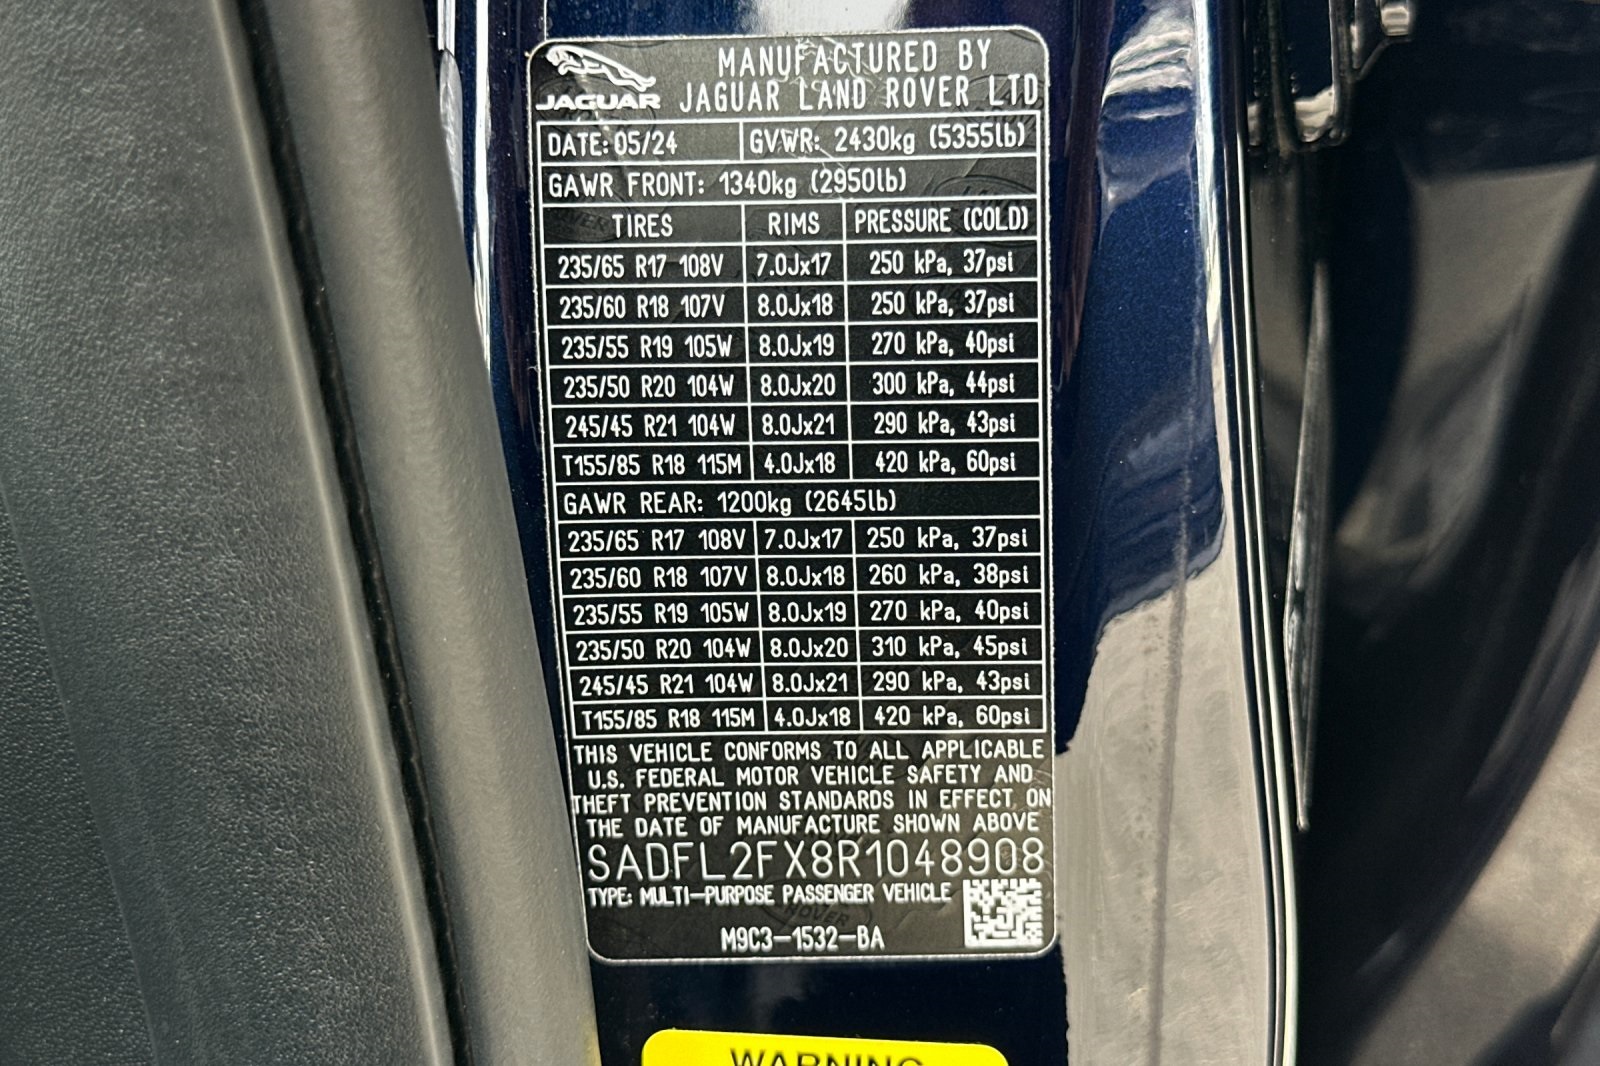 MANUFACTURED BY
JAGUAR JAGUAR LAND ROVER LTD
DATE: 05/24 GVWR: 2430kg (5355lb)
GAWR FRONT: 1340kg (2950lb)
TIRES RIMS PRESSURE (COLD)
235/65 R17 108V 7.0Jx17 250 kPa, 37psi
235/60 R18 107V 8.0Jx18 250 kPa, 37psi
235/55 R19 105W 8.0Jx19 270 kPa, 40psi
235/50 R20 104W 8.0Jx20 300 kPa, 44psi
245/45 R21 104W 8.0Jx21 290 kPa, 43psi
T155/85 R18 115M 4.0Jx18 420 kPa, 60psi
GAWR REAR: 1200kg (2645lb)
235/65 R17 108V 7.0Jx17 250 kPa, 37psi
235/60 R18 107V 8.0Jx18 260 kPa, 38psi
235/55 R19 105W 8.0Jx19 270 kPa, 40psi
235/50 R20 104W 8.0Jx20 310 kPa, 45psi
245/45 R21 104W 8.0Jx21 290 kPa, 43psi
T155/85 R18 115M 4.0Jx18 420 kPa, 60psi
THIS VEHICLE CONFORMS TO ALL APPLICABLE
U.S. FEDERAL MOTOR VEHICLE SAFETY AND
THEFT PREVENTION STANDARDS IN EFFECT ON
THE DATE OF MANUFACTURE SHOWN ABOVE
SADFL2FX8R1048908
TYPE: MULTI-PURPOSE PASSENGER VEHICLE
M9C3-1532-BA
WARNING